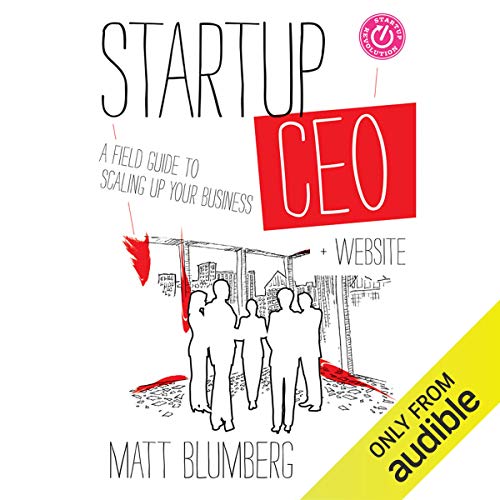 STARTUP
CEO
A FIELD GUIDE TO
SCALING UP YOUR BUSINESS
+ WEBSITE
MATT BLUMBERG
STARTUP
REVOLUTION
ONLY FROM
audible